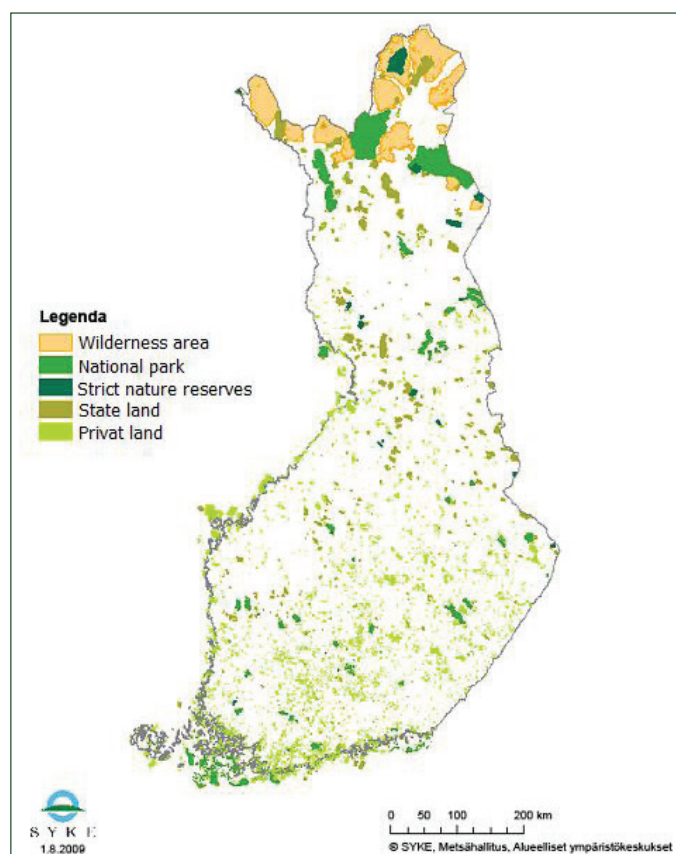 Legenda
Wilderness area
National park
Strict nature reserves
State land
Privat land
S Y K E
1.8.2009
0 50 100 200 km
© SYKE, Metsähallitus, Alueelliset ympäristökeskukset